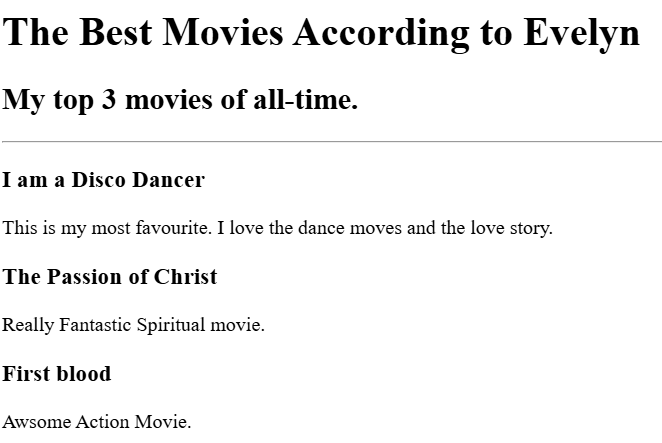 The Best Movies According to Evelyn
My top 3 movies of all-time.
I am a Disco Dancer
This is my most favourite. I love the dance moves and the love story.
The Passion of Christ
Really Fantastic Spiritual movie.
First blood
Awsome Action Movie.